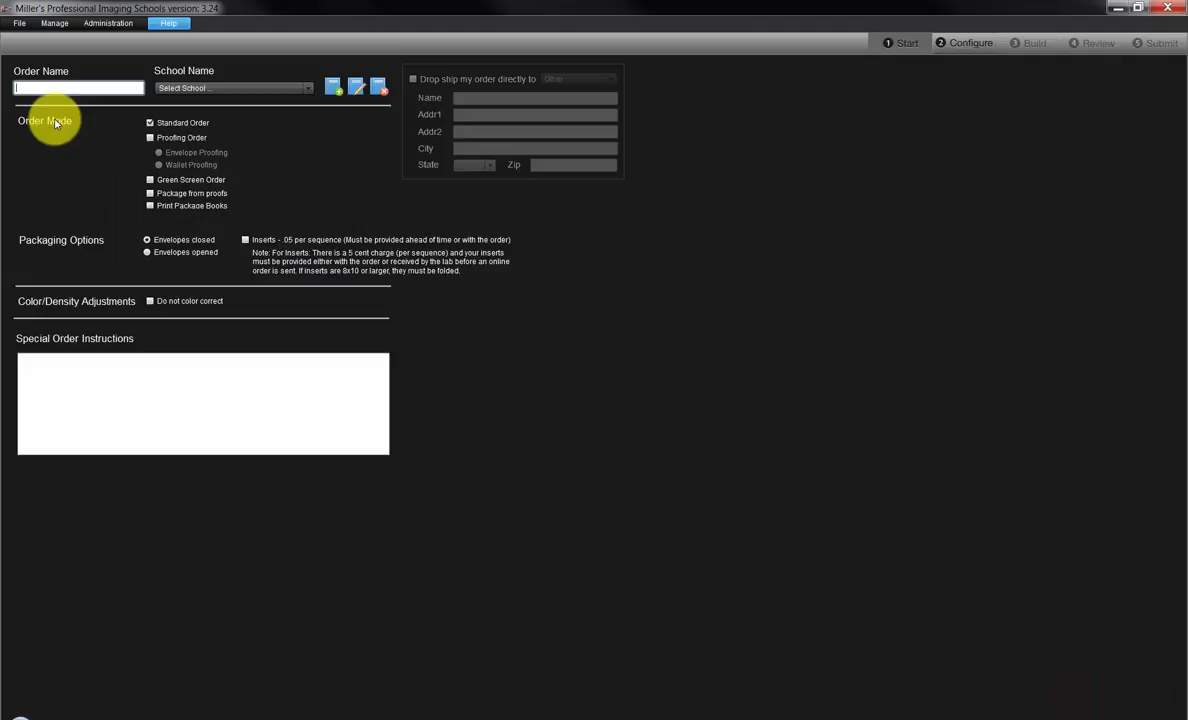 Miller's Professional Imaging Schools version: 3.24
File Manage Administration Help
1 Start 2 Configure 3 Build 4 Review 5 Submit
Order Name School Name
Select School ...
Drop ship my order directly to Other
Name
Addr1
Addr2
City
State Zip
Order Mode
Standard Order
Proofing Order
Envelope Proofing
Wallet Proofing
Green Screen Order
Package from proofs
Print Package Books
Packaging Options
Envelopes closed
Envelopes opened
Inserts - .05 per sequence (Must be provided ahead of time or with the order)
Note: For Inserts: There is a 5 cent charge (per sequence) and your inserts
must be provided either with the order or received by the lab before an online
order is sent. If inserts are 8x10 or larger, they must be folded.
Color/Density Adjustments Do not color correct
Special Order Instructions